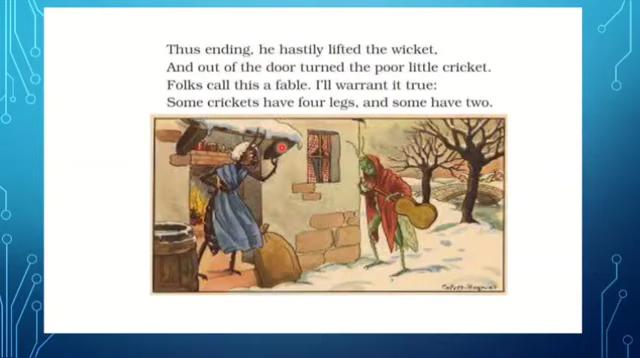 Thus ending, he hastily lifted the wicket,
And out of the door turned the poor little cricket.
Folks call this a fable. I'll warrant it true:
Some crickets have four legs, and some have two.